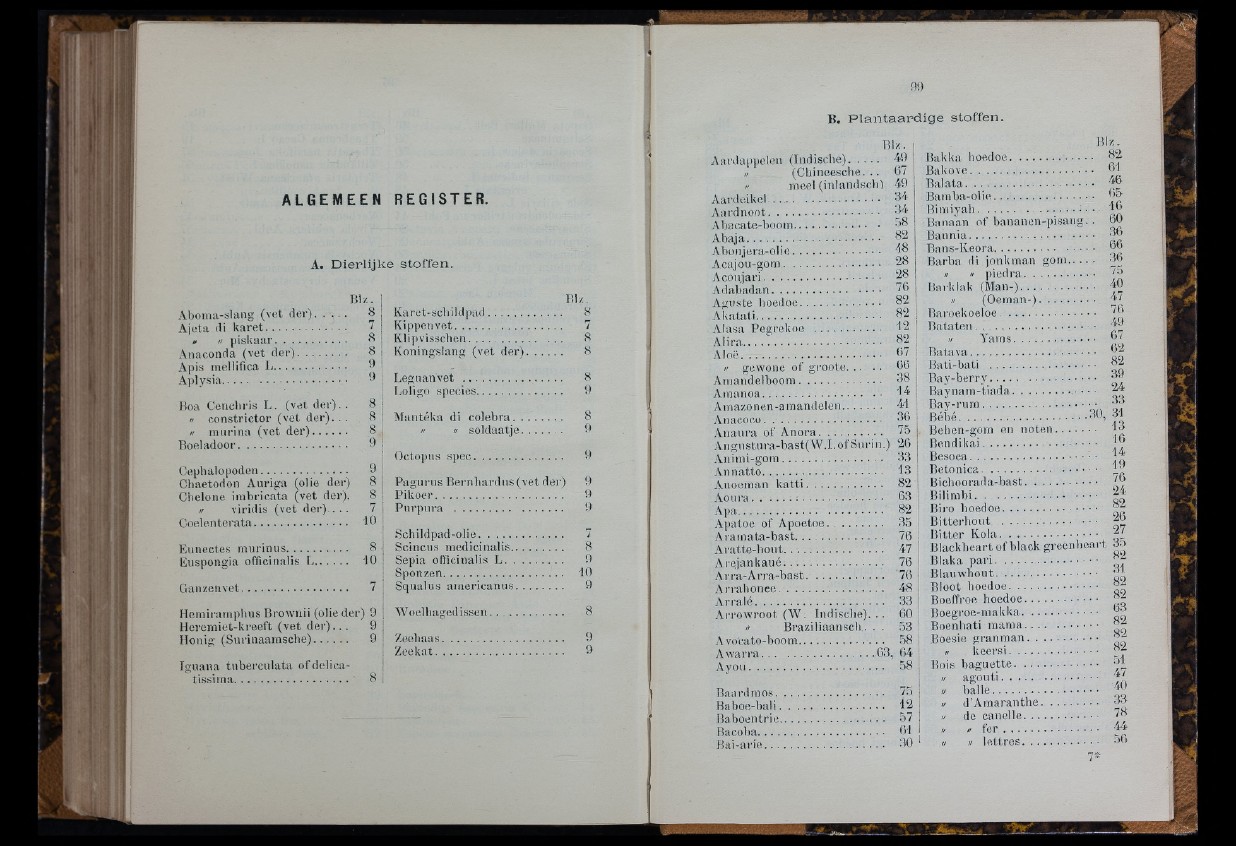 ALGEMEEN REGISTER.
A. Dierlijke stoffen.
Blz.
Aboma-slang (vet der)..... 8
Ajeta di karet............ 7
" " piskaar........... 8
Anaconda (vet der)........ 8
Apis mellifica L........... 9
Aplysia.................. 9
Boa Cenchris L. (vet der).. 8
" constrictor (vet der)... 8
" murina (vet der)...... 8
Boeladoor................ 9
Cephalopoden............. 9
Chaetodon Auriga (olie der) 8
Chelone imbricata (vet der). 8
" viridis (vet der).... 7
Coelenterata.............. 10
Eunectes murinus.......... 8
Euspongia officinalis L...... 10
Ganzenvet................ 7
Hemiramphus Brownii (olie der) 9
Heremiet-kreeft (vet der)... 9
Honig (Surinaamsche)...... 9
Iguana tuberculata of delica-
tissima.................. 8
Blz.
Karet-schildpad............ 8
Kippenvet................ 7
Klipvisschen.............. 8
Koningslang (vet der)...... 8
Leguanvet ............... 8
Loligo species............. 9
Mantéka di colebra........ 8
" " soldaatje...... 9
Octopus spec.............. 9
Pagurus Bernhardus (vet der) 9
Pikoer................... 9
Purpura ................ 9
Schildpad-olie............. 7
Scincus medicinalis......... 8
Sepia officinalis L.......... 9
Sponzen.................. 10
Squalus americanus......... 9
Woelhagedissen........... 8
Zeehaas.................. 9
Zeekat................... 9
99
B. Plantaardige stoffen.
Blz.
Aardappelen (Indische)..... 49
" (Chineesche... 67
" meel (inlandsch) 49
Aardeikel................ 34
Aardnoot................ 34
Abacate-boom............. 58
Abaja.................... 82
Abonjera-olie.............. 48
Acajou-gom............... 28
Acoujari.................. 28
Adabadan................. 76
Aguste hoedoe............. 82
Akatati................... 82
Alasa Pegrekoe ........... 12
Alira..................... 82
Aloë..................... 67
" gewone of groote...... 66
Amandelboom............. 38
Amanoa.................. 14
Amazonen-amandelen....... 41
Anacoco.................. 36
Anaura of Anora........... 75
Angustura-bast (W.I. of Surin.) 26
Animi-gom................ 33
Annatto................... 13
Anoeman katti............. 82
Aoura.................... 63
Apa...................... 82
Apatoe of Apoetoe......... 35
Aramata-bast.............. 76
Aratte-hout............... 47
Arejankaué................ 76
Arra-Arra-bast............. 76
Arrahonee................ 48
Arralé.................... 33
Arrowroot (W. Indische)... 60
" Braziliaansch.... 53
Avocato-boom............. 58
Awarra.................63, 64
Ayou..................... 58
Baardmos................. 75
Baboe-bali................ 12
Baboentrie................ 57
Bacoba................... 61
Bai-arie................... 30
Blz.
Bakka hoedoe............. 82
Bakove................... 61
Balata.................... 46
Bamba-olie................ 65
Bimiyah.................. 16
Banaan of bananen-pisang.. 60
Bannia................... 36
Bans-Keora............... 66
Barba di jonkman gom..... 36
" " piedra........... 75
Barklak (Man-)............ 40
" (Oeman-)......... 47
Baroekoeloe............... 76
Bataten................... 49
" Yams............. 67
Batava................... 62
Bati-bati ................ 82
Bay-berry................. 39
Baynam-tiada............. 24
Bay-rum.................. 33
Bébé...................30, 31
Behen-gom en noten....... 13
Bendikai.................. 16
Besoea................... 14
Betonica.................. 19
Bichoorada-bast............ 76
Bilimbi................... 24
Biro hoedoe............... 82
Bitterhout ............... 26
Bitter Kola................ 27
Blackheart of black greenheart 35
Blaka pari................ 82
Blauwhout................ 31
Bloot hoedoe.............. 82
Boeffroe hoedoe............ 82
Boegroe-makka............ 63
Boenhati mama............ 82
Boesie granman............ 82
" keersi............. 82
Bois baguette.............. 51
" agouti............... 47
" balle................ 40
" d'Amaranthe......... 33
" de canelle............ 78
" " fer................ 44
" " lettres............. 56
7*